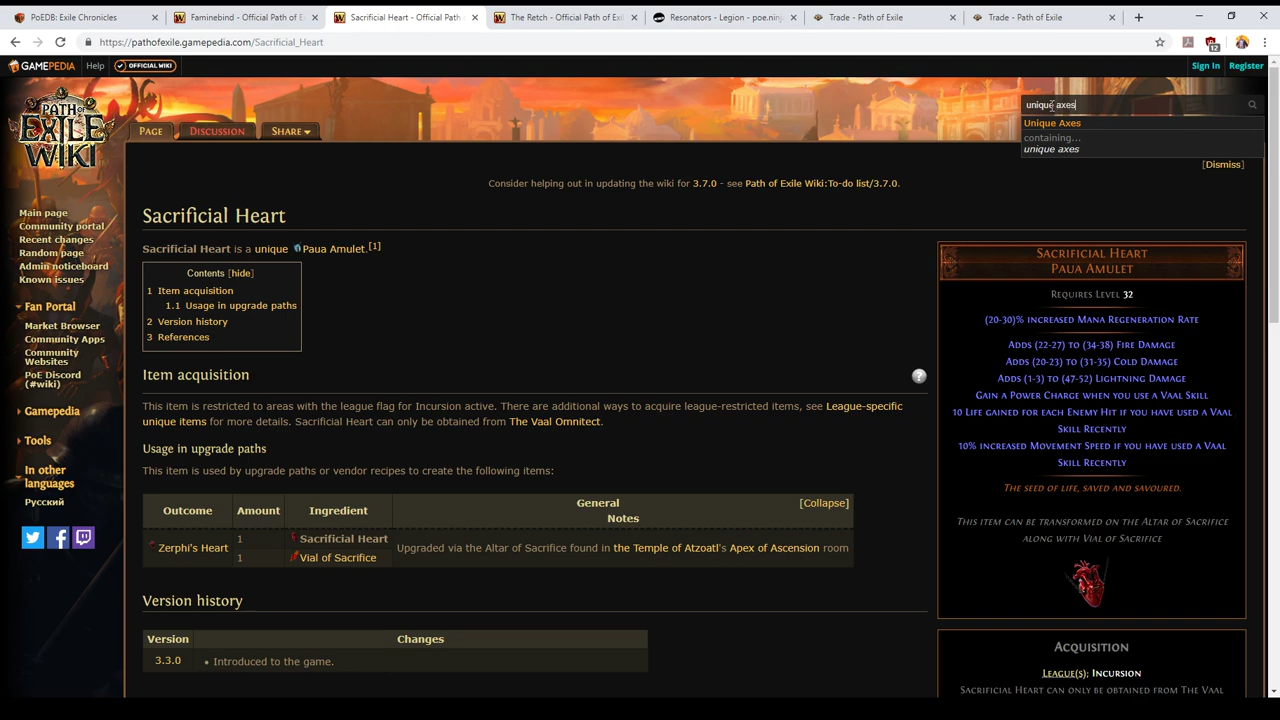 PoEDB: Exile Chronicles
Faminebind - Official Path of E
Sacrificial Heart - Official Path
The Retch - Official Path of Exile
Resonators - Legion - poe.ninja
Trade - Path of Exile
Trade - Path of Exile
https://pathofexile.gamepedia.com/Sacrificial_Heart
12
GAMEPEDIA
Help
OFFICIAL WIKI
Sign In
Register
PATH OF
EXILE
WIKI
PAGE
DISCUSSION
SHARE
unique axes
Unique Axes
containing...
unique axes
[Dismiss]
Consider helping out in updating the wiki for 3.7.0 - see Path of Exile Wiki:To-do list/3.7.0.
Main page
Community portal
Recent changes
Random page
Admin noticeboard
Known issues
Fan Portal
Market Browser
Community Apps
Community
Websites
PoE Discord
(#wiki)
Gamepedia
Tools
In other
languages
Русский
Sacrificial Heart
Sacrificial Heart is a unique Paua Amulet.[1]
Contents [hide]
1 Item acquisition
1.1 Usage in upgrade paths
2 Version history
3 References
Item acquisition
?
This item is restricted to areas with the league flag for Incursion active. There are additional ways to acquire league-restricted items, see League-specific
unique items for more details. Sacrificial Heart can only be obtained from The Vaal Omnitect.
Usage in upgrade paths
This item is used by upgrade paths or vendor recipes to create the following items:
Outcome
Amount
Ingredient
General
Notes
[Collapse]
Zerphi's Heart
1
Sacrificial Heart
1
Vial of Sacrifice
Upgraded via the Altar of Sacrifice found in the Temple of Atzoatl's Apex of Ascension room
Version history
Version
Changes
3.3.0
• Introduced to the game.
SACRIFICIAL HEART
PAUA AMULET
REQUIRES LEVEL 32
(20-30)% INCREASED MANA REGENERATION RATE
ADDS (22-27) TO (34-38) FIRE DAMAGE
ADDS (20-23) TO (31-35) COLD DAMAGE
ADDS (1-3) TO (47-52) LIGHTNING DAMAGE
GAIN A POWER CHARGE WHEN YOU USE A VAAL SKILL
10 LIFE GAINED FOR EACH ENEMY HIT IF YOU HAVE USED A VAAL
SKILL RECENTLY
10% INCREASED MOVEMENT SPEED IF YOU HAVE USED A VAAL
SKILL RECENTLY
THE SEED OF LIFE, SAVED AND SAVOURED.
THIS ITEM CAN BE TRANSFORMED ON THE ALTAR OF SACRIFICE
ALONG WITH VIAL OF SACRIFICE
ACQUISITION
LEAGUE(S): INCURSION
SACRIFICIAL HEART CAN ONLY BE OBTAINED FROM THE VAAL